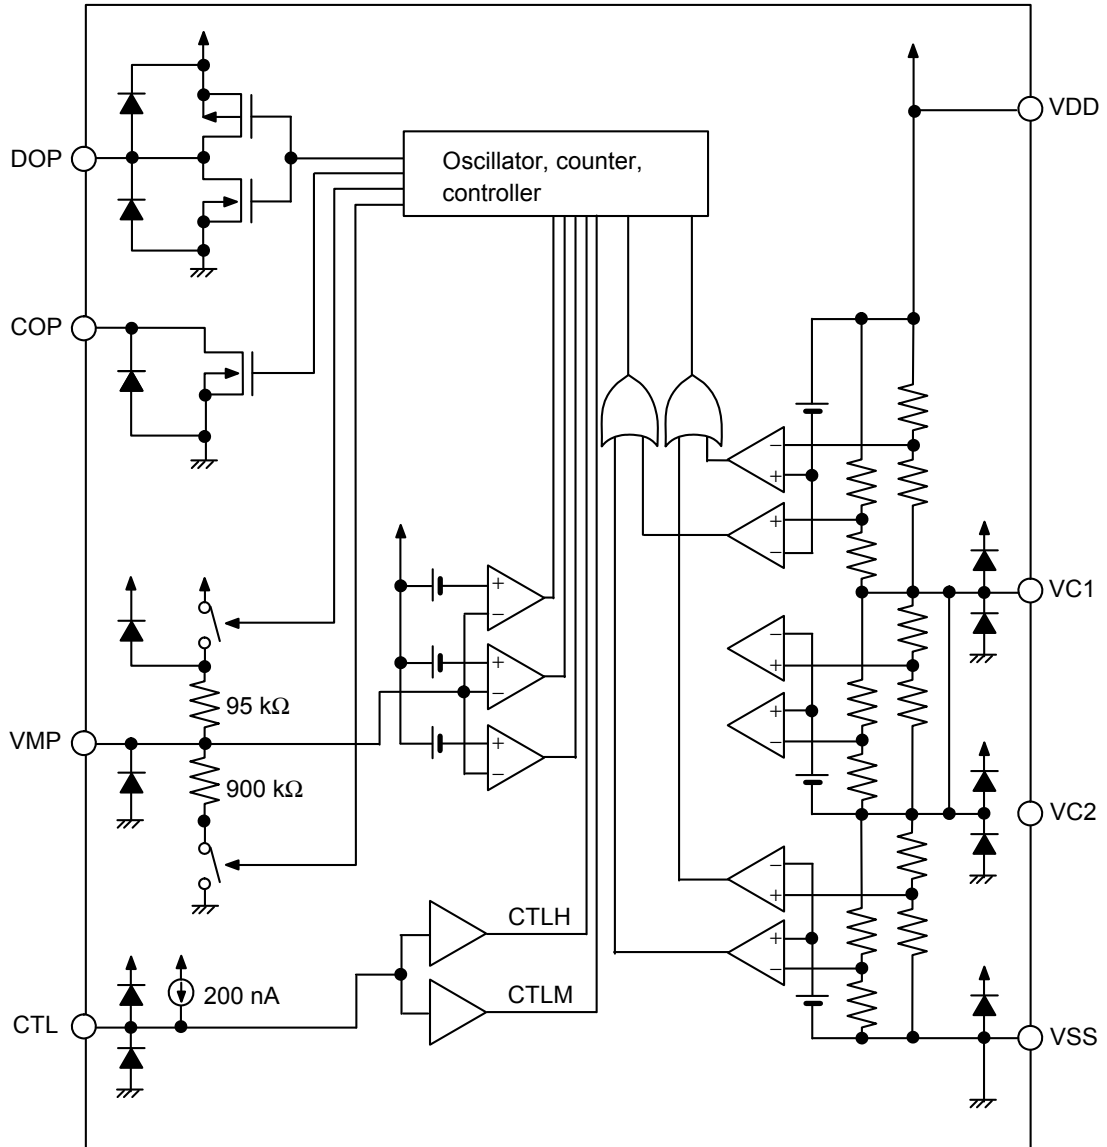 VDD
DOP
Oscillator, counter,
controller
COP
−
+
+
−
+
−
VC1
−
+
+
−
95 kΩ
+
−
VMP
+
−
900 kΩ
VC2
−
+
CTLH
+
−
200 nA
CTLM
CTL
VSS